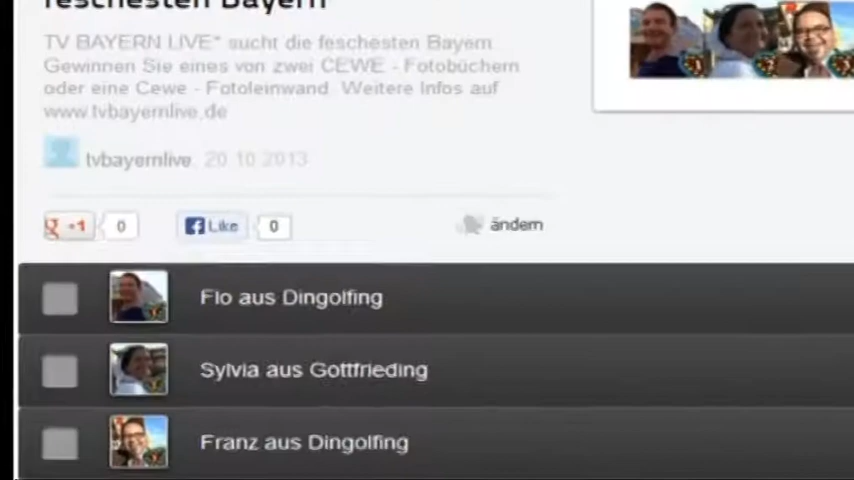 feschesten Bayern
TV BAYERN LIVE* sucht die feschesten Bayern.
Gewinnen Sie eines von zwei CEWE - Fotobüchern
oder eine Cewe - Fotoleinwand. Weitere Infos auf
www.tvbayernlive.de
tvbayernlive, 20.10.2013
g +1 0 f Like 0 ändern
Flo aus Dingolfing
Sylvia aus Gottfrieding
Franz aus Dingolfing